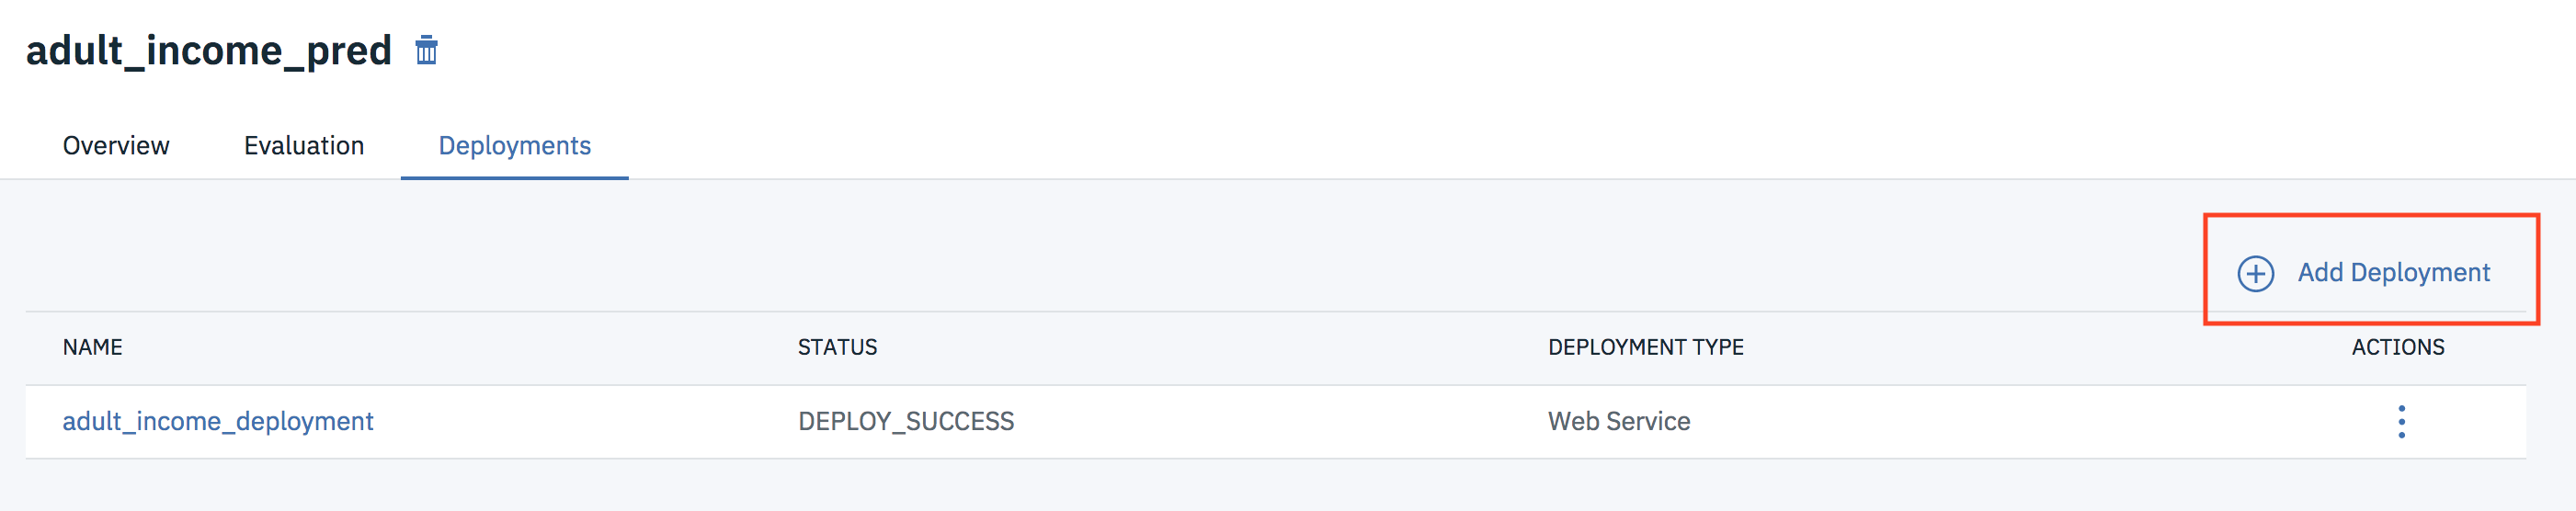 adult_income_pred
Overview Evaluation Deployments
Add Deployment
NAME STATUS DEPLOYMENT TYPE ACTIONS
adult_income_deployment DEPLOY_SUCCESS Web Service